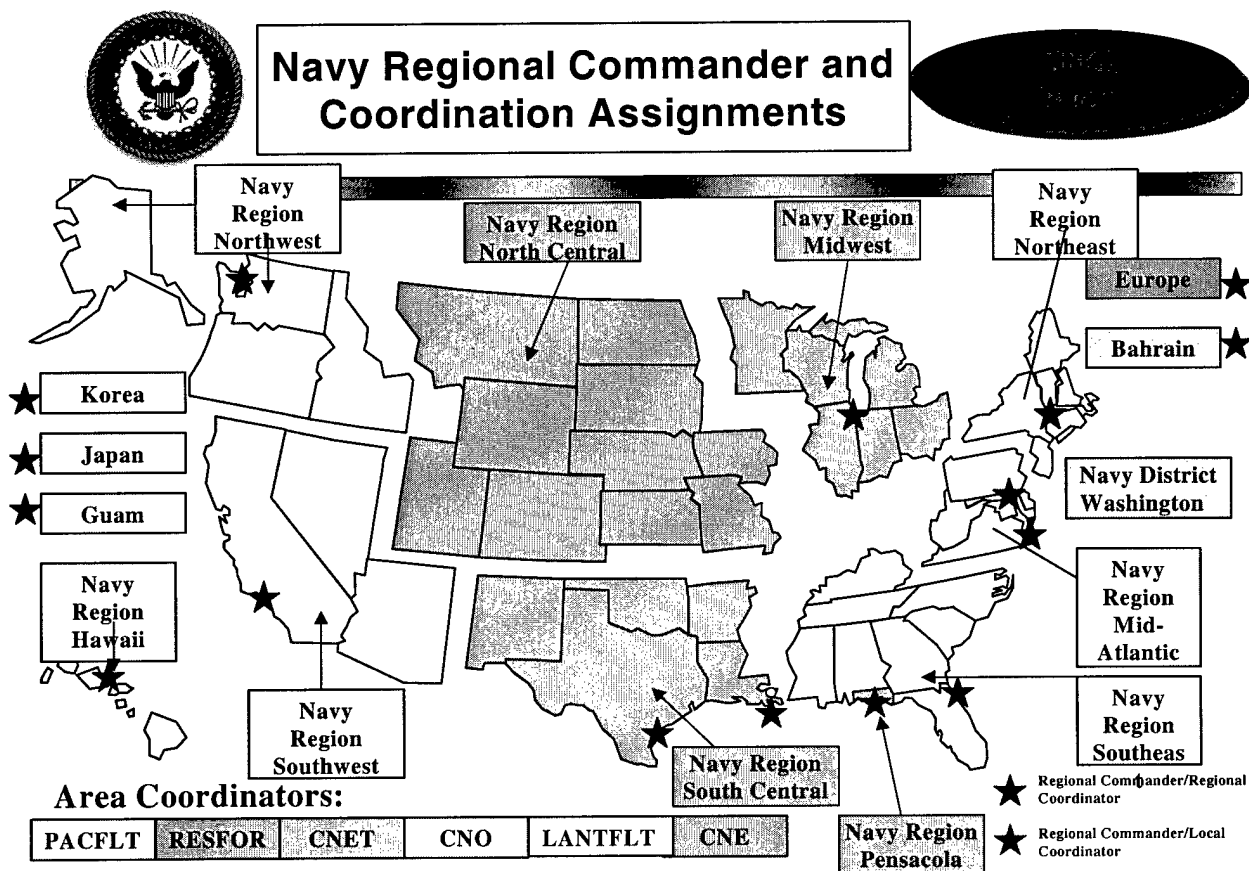 Navy Regional Commander and
Coordination Assignments
Navy
Region
Northwest
Navy Region
North Central
Navy Region
Midwest
Navy
Region
Northeast
Europe
Bahrain
Korea
Japan
Guam
Navy District
Washington
Navy
Region
Hawaii
Navy
Region
Mid-
Atlantic
Navy
Region
Southwest
Navy
Region
Southeas
Navy Region
South Central
Navy Region
Pensacola
Regional Commander/Regional
Coordinator
Regional Commander/Local
Coordinator
Area Coordinators:
PACFLT RESFOR CNET CNO LANTFLT CNE